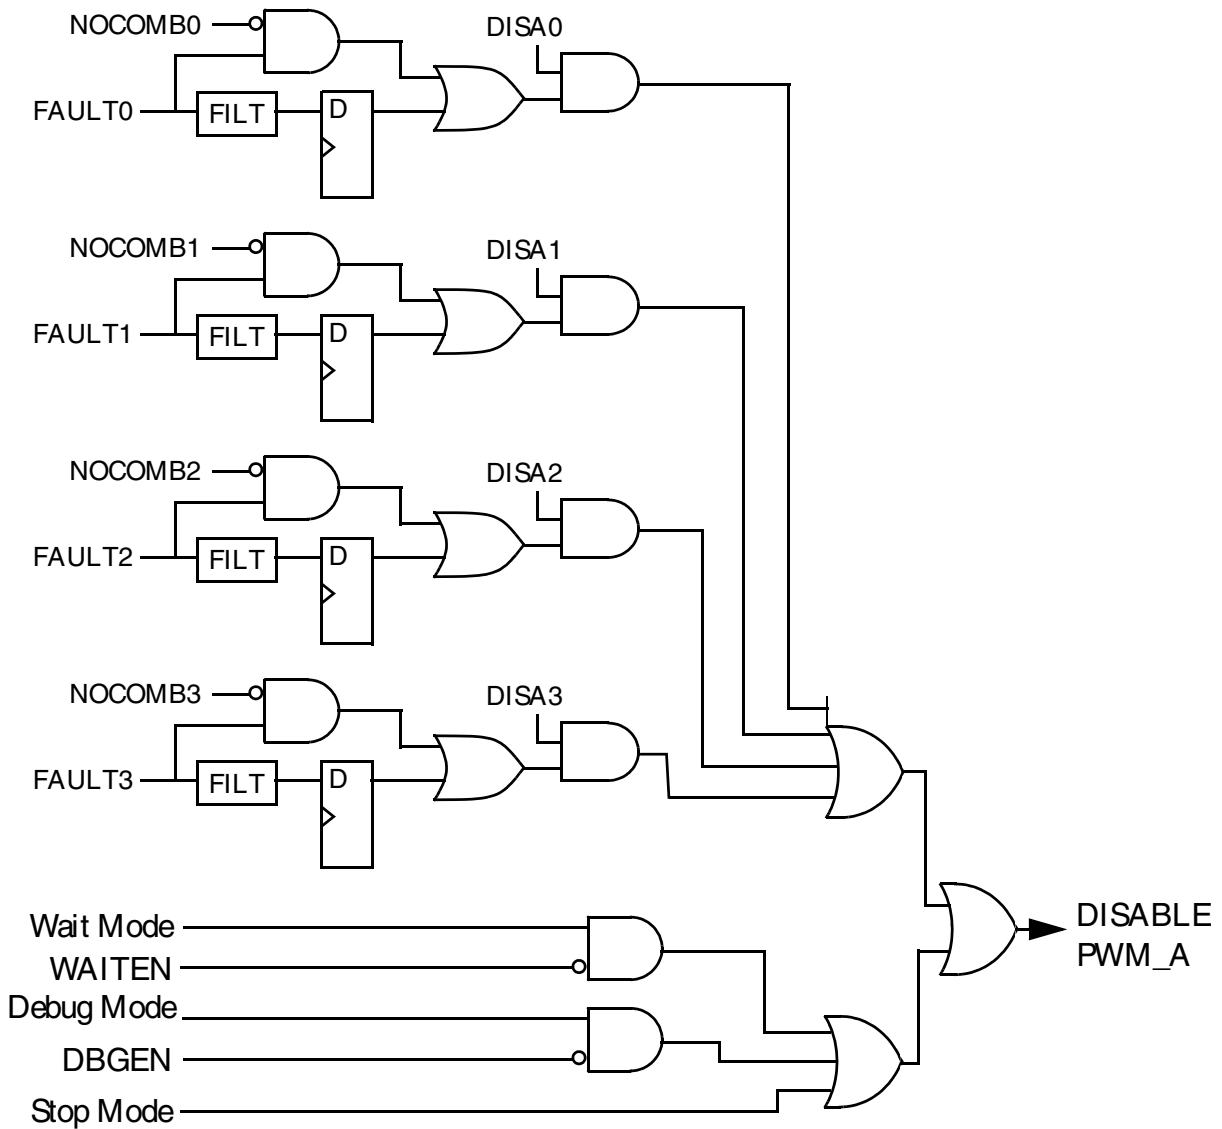 NOCOMB0
DISA0
FAULT0
FILT
D
NOCOMB1
DISA1
FAULT1
FILT
D
NOCOMB2
DISA2
FAULT2
FILT
D
NOCOMB3
DISA3
FAULT3
FILT
D
Wait Mode
WAITEN
Debug Mode
DBGEN
Stop Mode
DISABLE
PWM_A